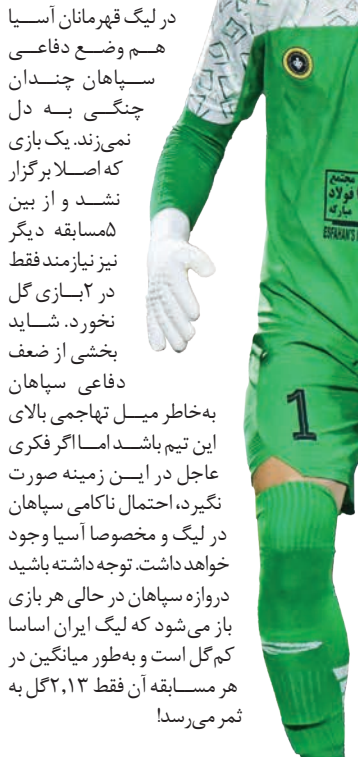 در لیگ قهرمانان آسیا
هم وضع دفاعی
سپاهان چندان
چنگی به دل
نمی‌زند. یک بازی
که اصلا برگزار
نشد و از بین
۵مسابقه دیگر
نیز نیازمند فقط
در ۲بازی گل
نخورد. شاید
بخشی از ضعف
دفاعی سپاهان
به‌خاطر میل تهاجمی بالای
این تیم باشد اما اگر فکری
عاجل در این زمینه صورت
نگیرد، احتمال ناکامی سپاهان
در لیگ و مخصوصا آسیا وجود
خواهد داشت. توجه داشته باشید
دروازه سپاهان در حالی هر بازی
باز می‌شود که لیگ ایران اساسا
کم‌گل است و به‌طور میانگین در
هر مسابقه آن فقط ۲,۱۳گل به
ثمر می‌رسد!
مجتمع
فولاد
مبارکه
ESFAHAN'S
1